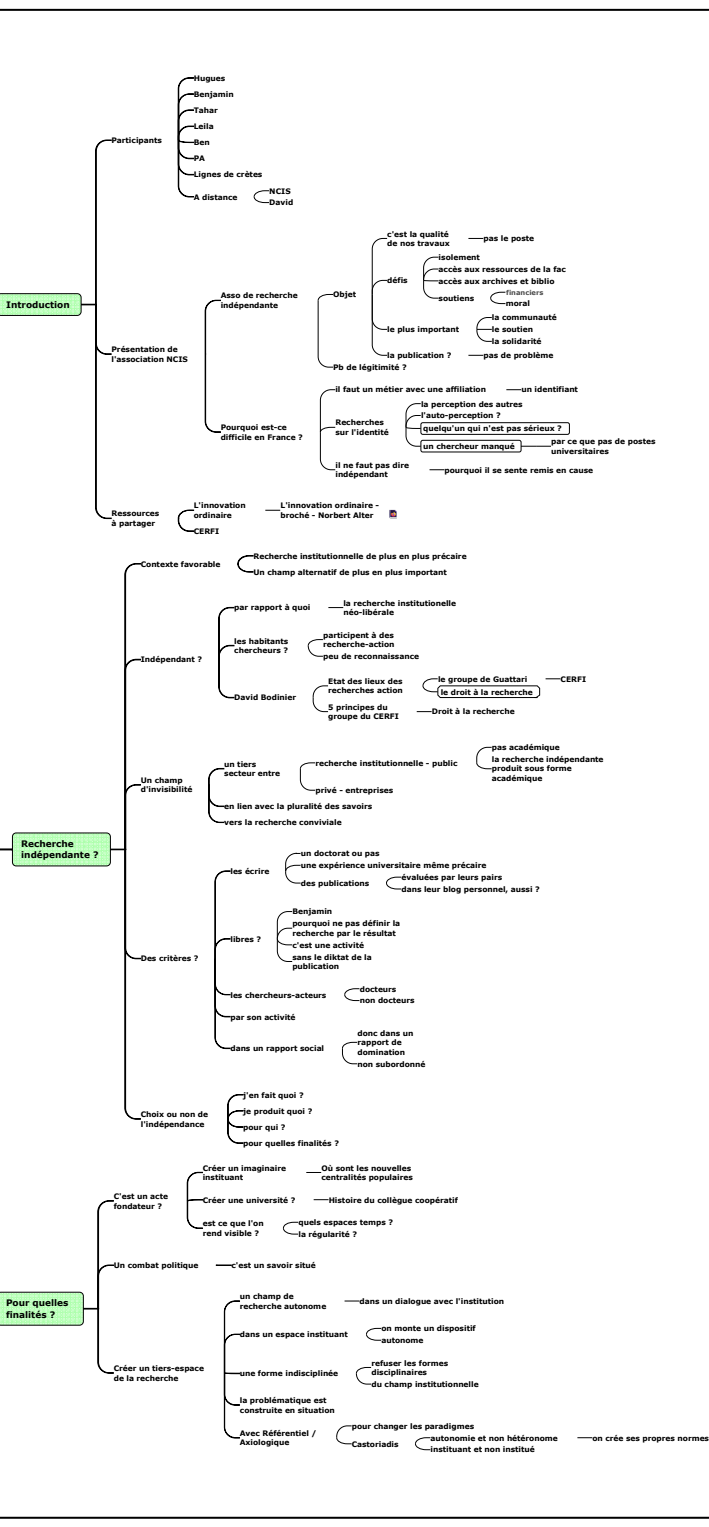 Introduction
Participants
Hugues
Benjamin
Tahar
Leila
Ben
PA
Lignes de crètes
A distance
NCIS
David
Présentation de
l'association NCIS
Asso de recherche
indépendante
Objet
c'est la qualité
de nos travaux
pas le poste
défis
isolement
accès aux ressources de la fac
accès aux archives et biblio
soutiens
financiers
moral
le plus important
la communauté
le soutien
la solidarité
la publication ?
pas de problème
Pb de légitimité ?
Pourquoi est-ce
difficile en France ?
il faut un métier avec une affiliation
un identifiant
Recherches
sur l'identité
la perception des autres
l'auto-perception ?
quelqu'un qui n'est pas sérieux ?
un chercheur manqué
par ce que pas de postes
universitaires
il ne faut pas dire
indépendant
pourquoi il se sente remis en cause
Ressources
à partager
L'innovation
ordinaire
L'innovation ordinaire -
broché - Norbert Alter
CERFI
Recherche
indépendante ?
Contexte favorable
Recherche institutionnelle de plus en plus précaire
Un champ alternatif de plus en plus important
Indépendant ?
par rapport à quoi
la recherche institutionelle
néo-libérale
les habitants
chercheurs ?
participent à des
recherche-action
peu de reconnaissance
David Bodinier
Etat des lieux des
recherches action
le groupe de Guattari
CERFI
le droit à la recherche
5 principes du
groupe du CERFI
Droit à la recherche
Un champ
d'invisibilité
un tiers
secteur entre
recherche institutionnelle - public
pas académique
la recherche indépendante
produit sous forme
académique
privé - entreprises
en lien avec la pluralité des savoirs
vers la recherche conviviale
Des critères ?
les écrire
un doctorat ou pas
une expérience universitaire même précaire
des publications
évaluées par leurs pairs
dans leur blog personnel, aussi ?
libres ?
Benjamin
pourquoi ne pas définir la
recherche par le résultat
c'est une activité
sans le diktat de la
publication
les chercheurs-acteurs
docteurs
non docteurs
par son activité
dans un rapport social
donc dans un
rapport de
domination
non subordonné
Choix ou non de
l'indépendance
j'en fait quoi ?
je produit quoi ?
pour qui ?
pour quelles finalités ?
Pour quelles
finalités ?
C'est un acte
fondateur ?
Créer un imaginaire
instituant
Où sont les nouvelles
centralités populaires
Créer une université ?
Histoire du collègue coopératif
est ce que l'on
rend visible ?
quels espaces temps ?
la régularité ?
Un combat politique
c'est un savoir situé
Créer un tiers-espace
de la recherche
un champ de
recherche autonome
dans un dialogue avec l'institution
dans un espace instituant
on monte un dispositif
autonome
une forme indisciplinée
refuser les formes
disciplinaires
du champ institutionnelle
la problématique est
construite en situation
Avec Référentiel /
Axiologique
pour changer les paradigmes
Castoriadis
autonomie et non hétéronome
on crée ses propres normes
instituant et non institué